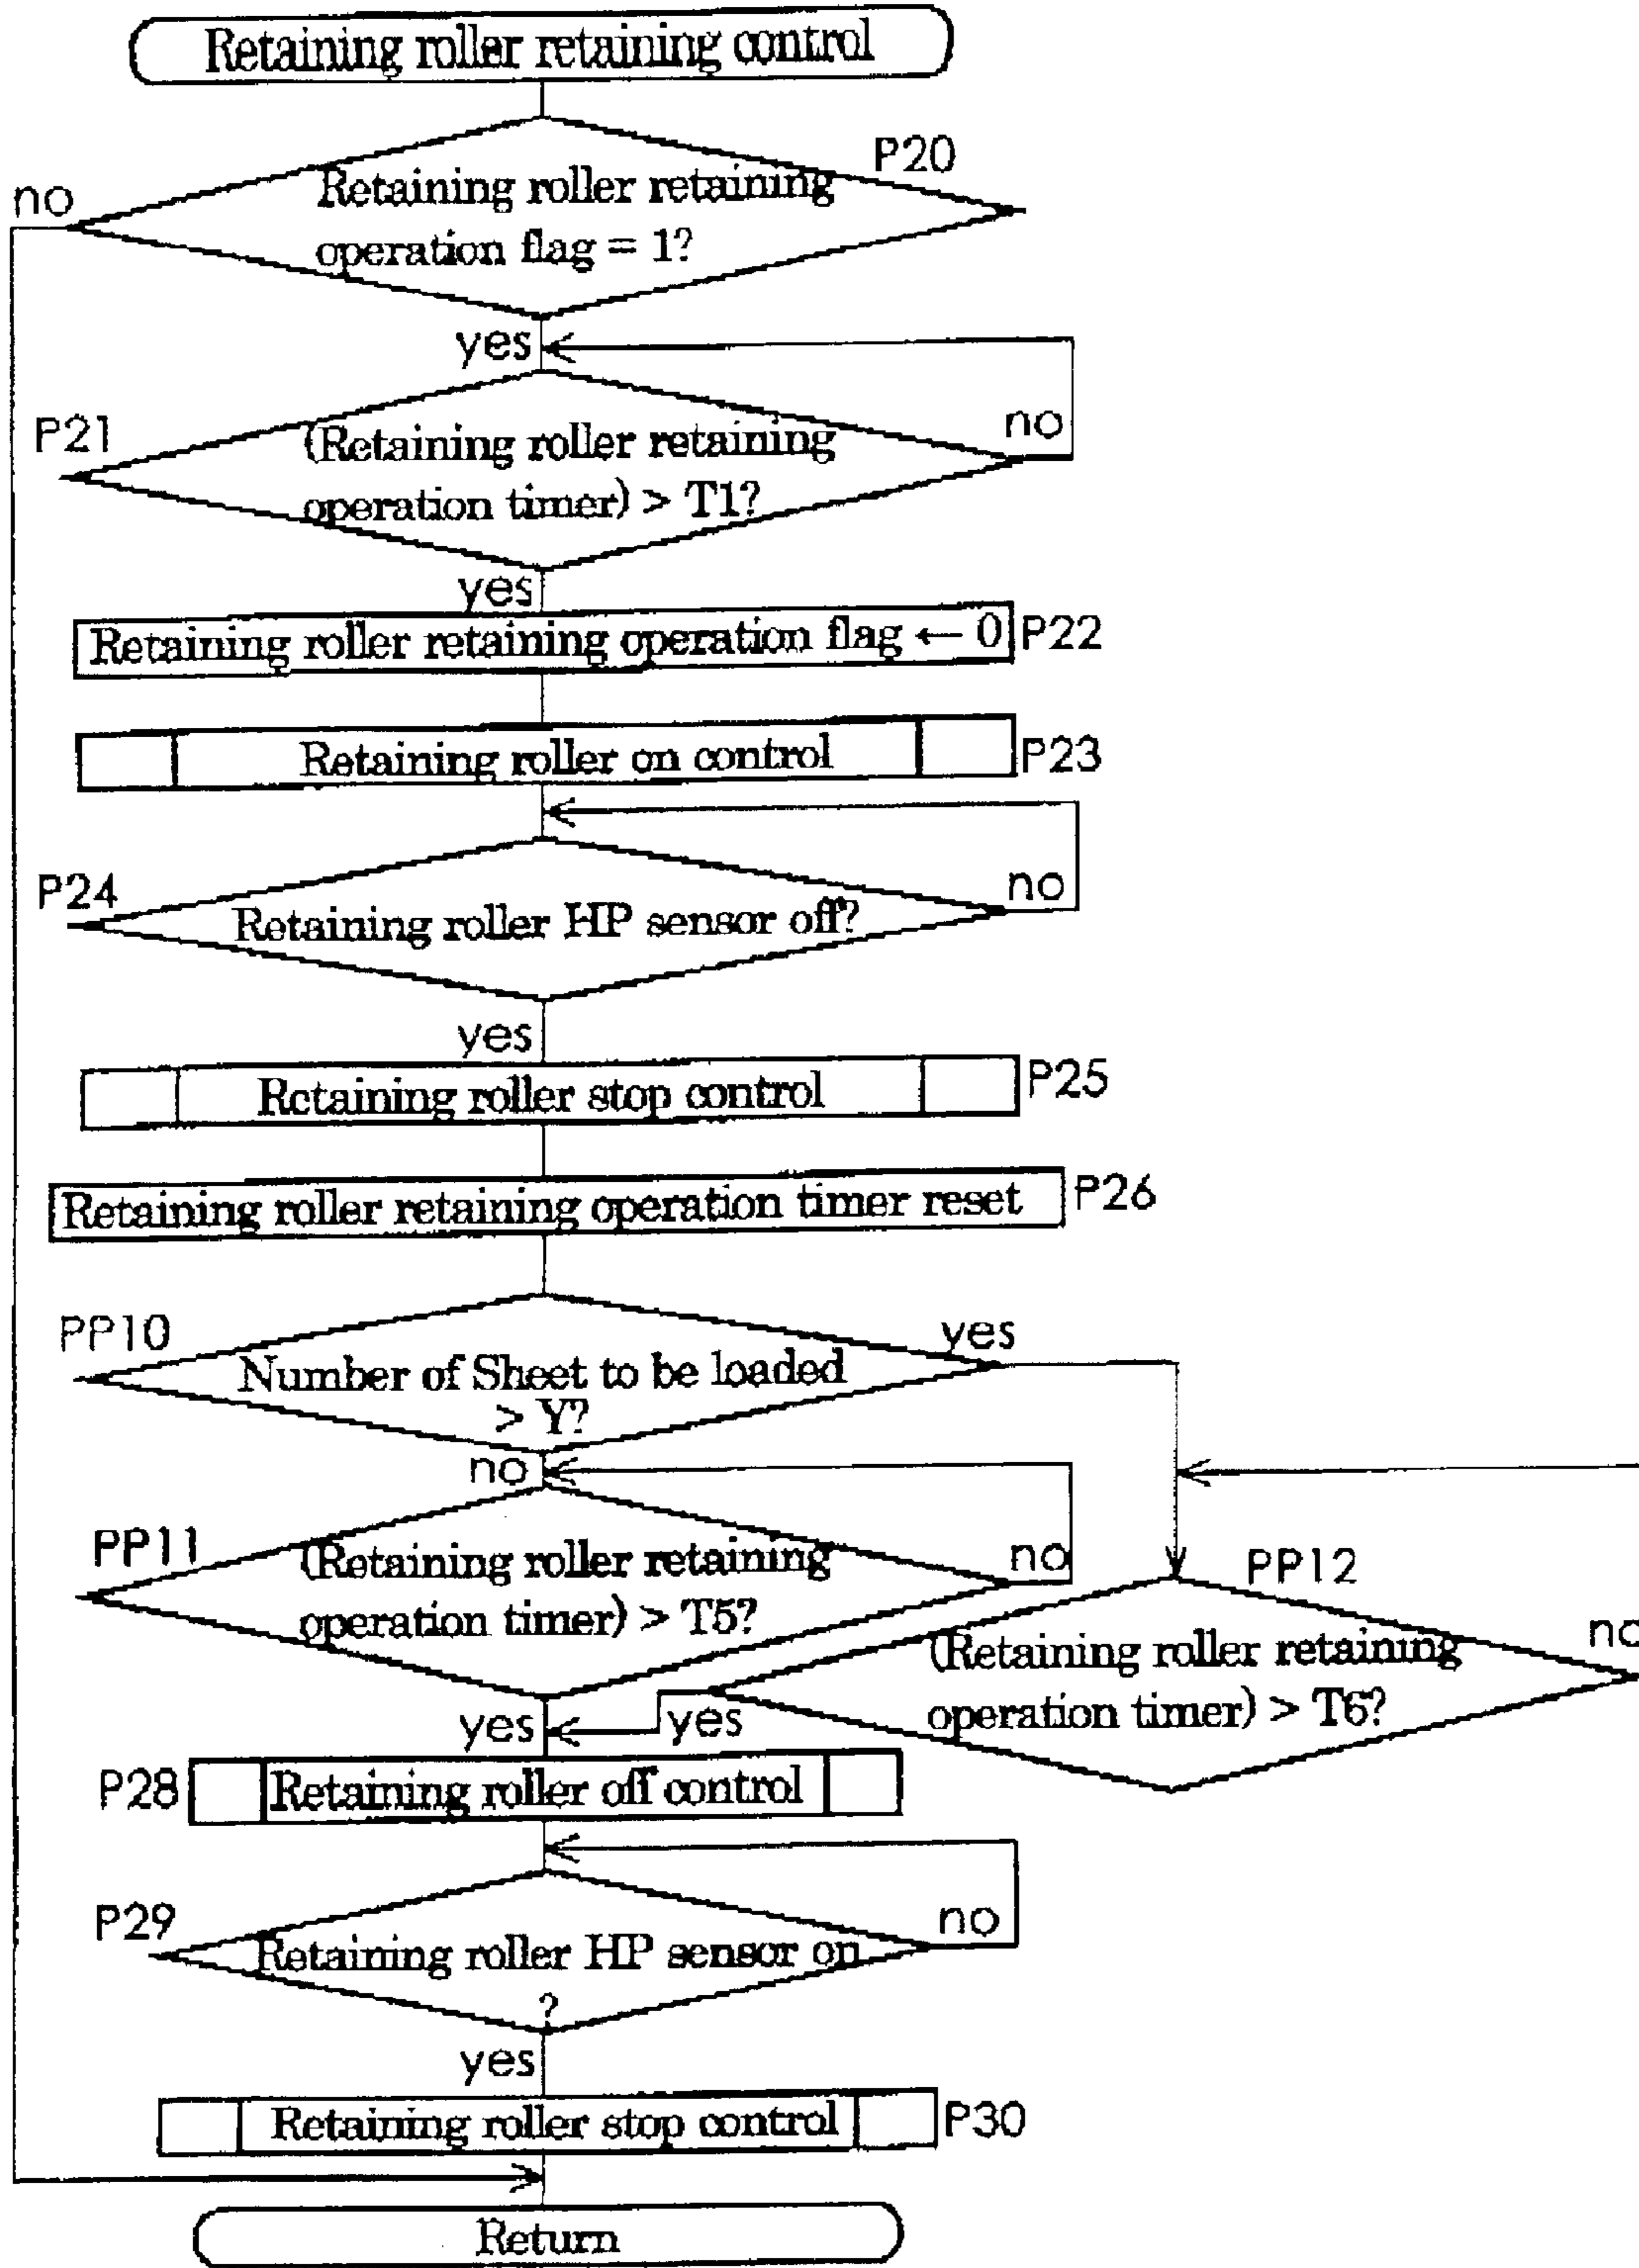 Retaining roller retaining control
P20
no
Retaining roller retaining
operation flag = 1?
yes
P21
no
(Retaining roller retaining
operation timer) > T1?
yes
Retaining roller retaining operation flag ← 0
P22
Retaining roller on control
P23
P24
no
Retaining roller HP sensor off?
yes
Retaining roller stop control
P25
Retaining roller retaining operation timer reset
P26
PP10
yes
Number of Sheet to be loaded
> Y?
no
PP11
(Retaining roller retaining
no
operation timer) > T5?
PP12
no
(Retaining roller retaining
operation timer) > T6?
yes
yes
P28
Retaining roller off control
P29
no
Retaining roller HP sensor on
?
yes
Retaining roller stop control
P30
Return